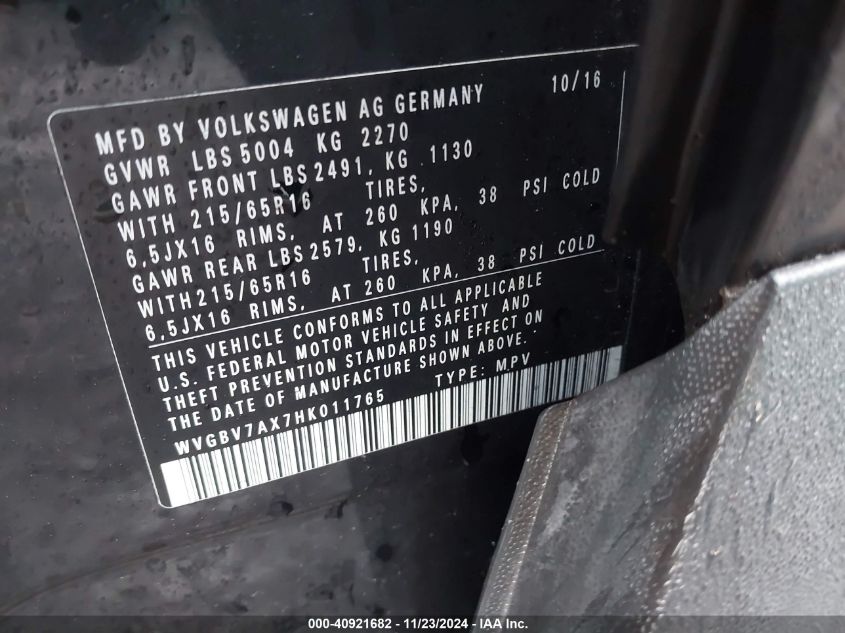 MFD BY VOLKSWAGEN AG GERMANY 10/16
GVWR LBS 5004 KG 2270
GAWR FRONT LBS 2491, KG 1130
WITH 215/65R16 TIRES,
6,5JX16 RIMS, AT 260 KPA, 38 PSI COLD
GAWR REAR LBS 2579, KG 1190
WITH 215/65R16 TIRES,
6,5JX16 RIMS, AT 260 KPA, 38 PSI COLD
THIS VEHICLE CONFORMS TO ALL APPLICABLE
U.S. FEDERAL MOTOR VEHICLE SAFETY AND
THEFT PREVENTION STANDARDS IN EFFECT ON
THE DATE OF MANUFACTURE SHOWN ABOVE.
WVGBV7AX7HK011765 TYPE: MPV
000-40921682 - 11/23/2024 - IAA Inc.